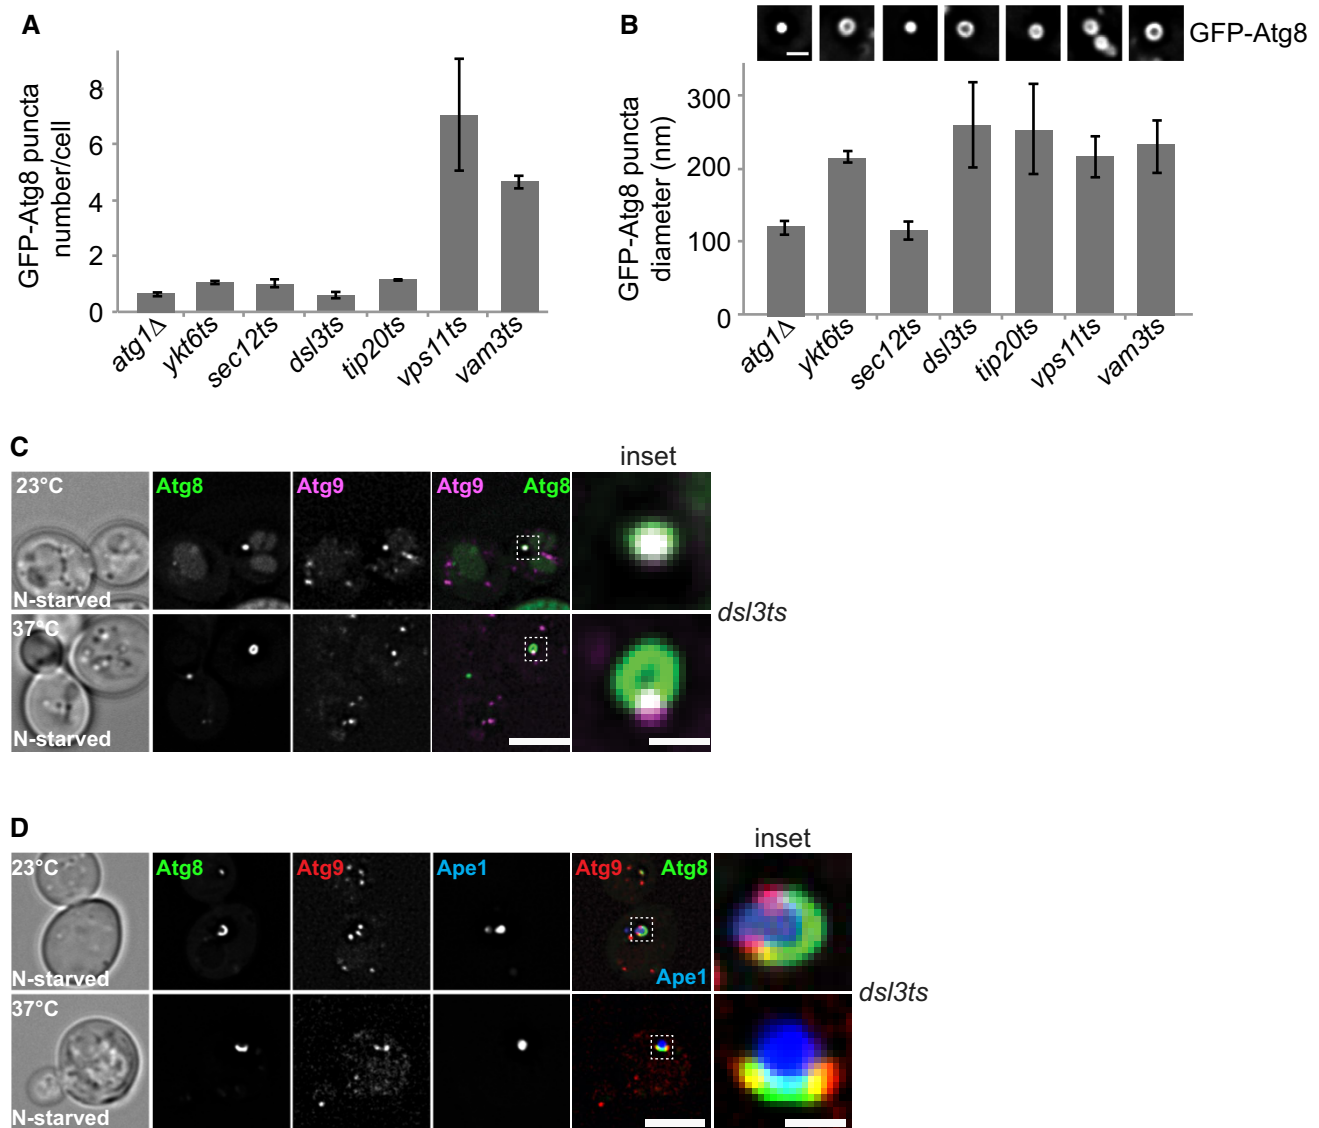 A
GFP-Atg8 puncta
number/cell
8
6
4
2
0
atg1Δ
ykt6ts
sec12ts
dsl3ts
tip20ts
vps11ts
vam3ts
B
GFP-Atg8
GFP-Atg8 puncta
diameter (nm)
300
200
100
0
atg1Δ
ykt6ts
sec12ts
dsl3ts
tip20ts
vps11ts
vam3ts
C
inset
23°C
Atg8
Atg9
Atg9 Atg8
N-starved
37°C
N-starved
dsl3ts
D
inset
23°C
Atg8
Atg9
Ape1
Atg9 Atg8
Ape1
N-starved
37°C
N-starved
dsl3ts